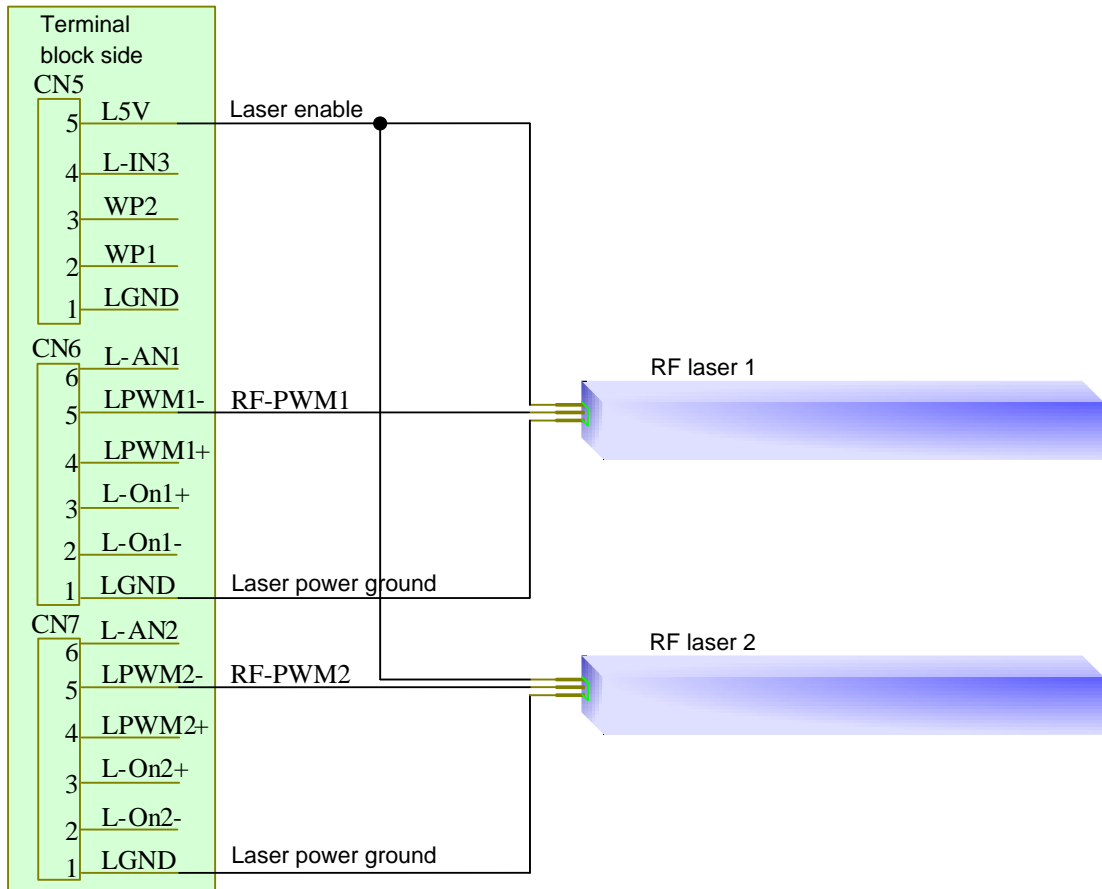 Terminal
block side
CN5
5 L5V Laser enable
4 L-IN3
3 WP2
2 WP1
1 LGND
CN6
6 L-AN1
RF laser 1
5 LPWM1- RF-PWM1
4 LPWM1+
3 L-On1+
2 L-On1-
1 LGND Laser power ground
CN7
6 L-AN2
RF laser 2
5 LPWM2- RF-PWM2
4 LPWM2+
3 L-On2+
2 L-On2-
1 LGND Laser power ground